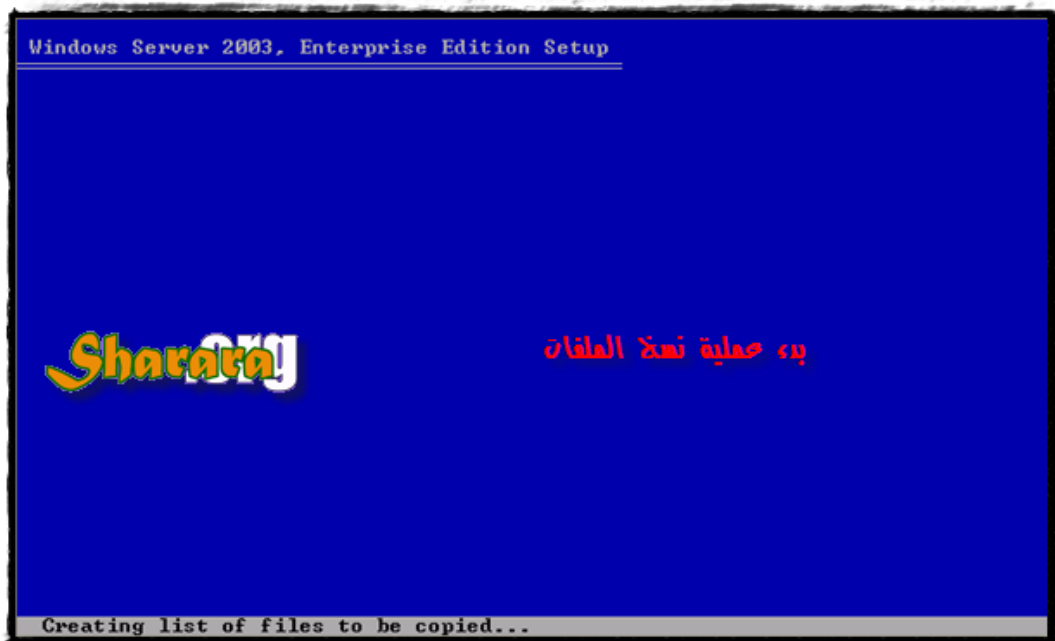 Windows Server 2003, Enterprise Edition Setup
Sharara.org
بدء عملية نسخ الملفات
Creating list of files to be copied...